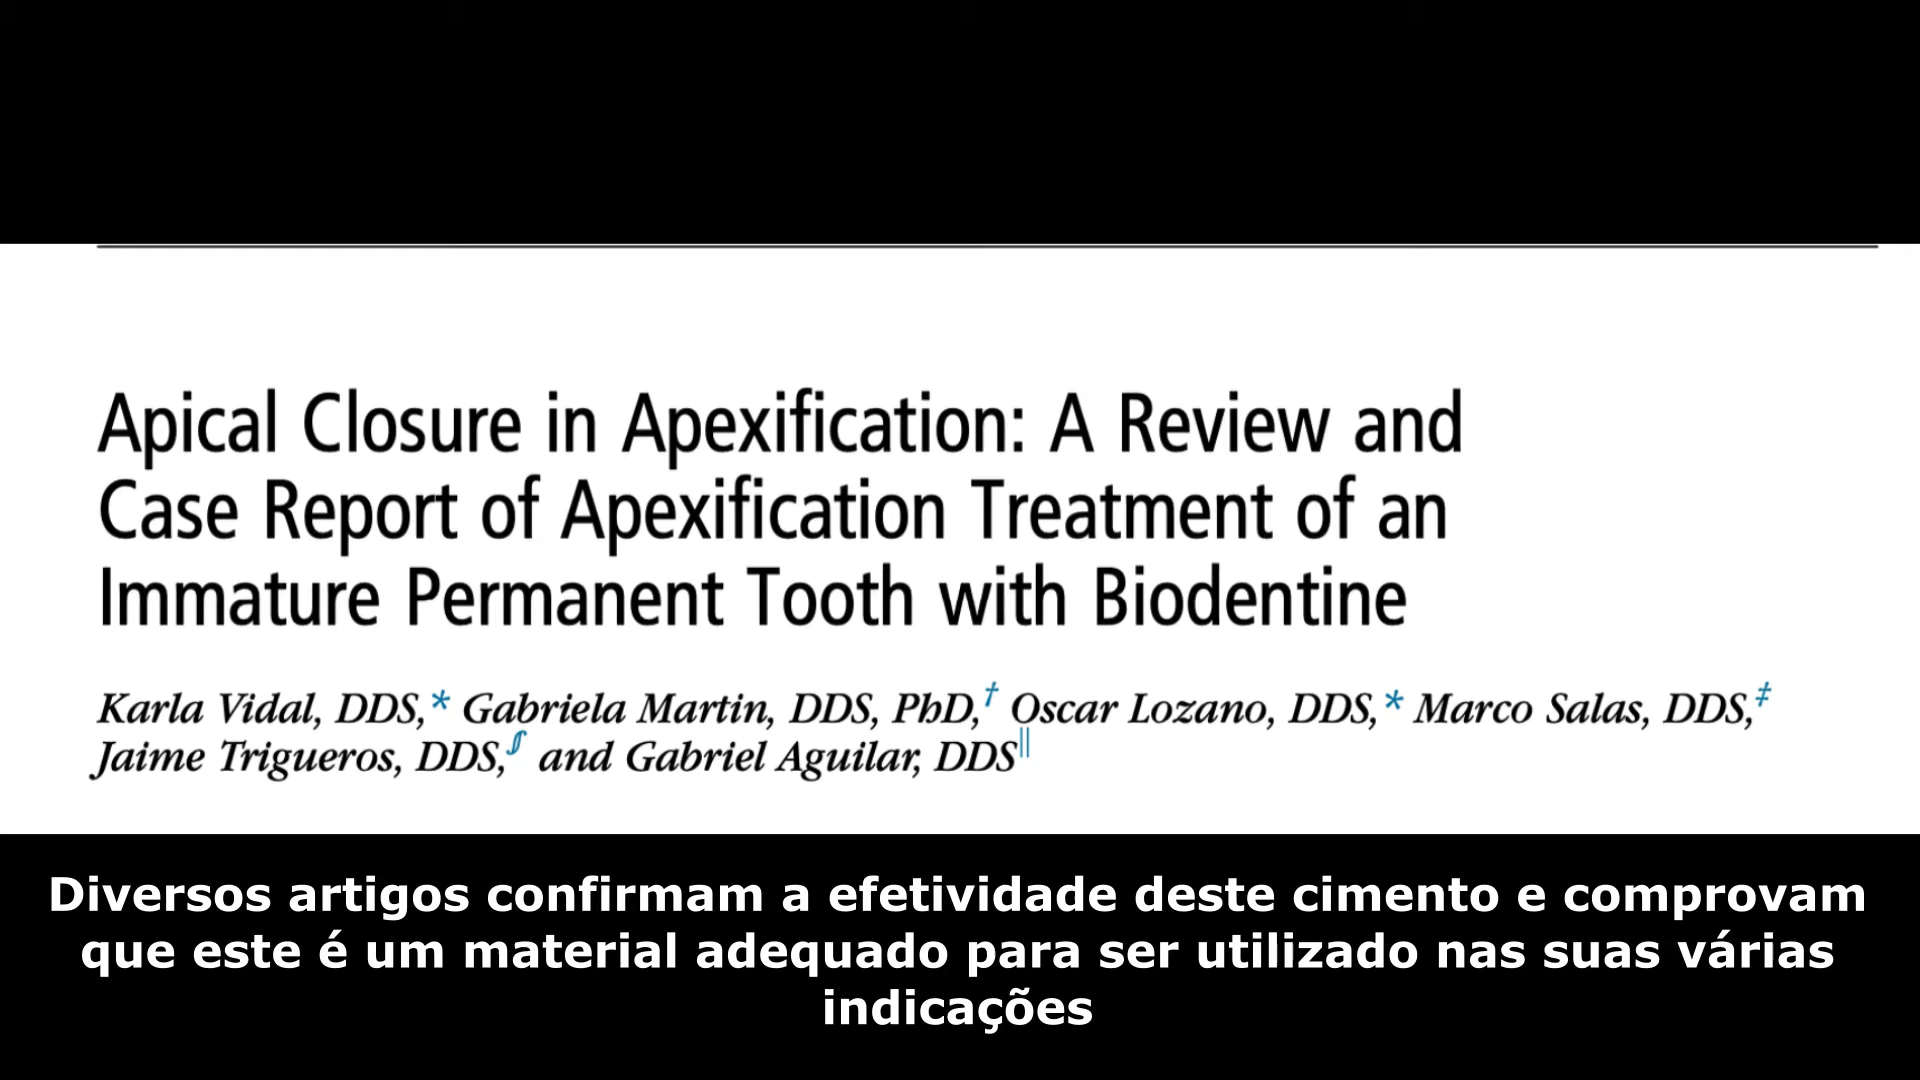 Apical Closure in Apexification: A Review and
Case Report of Apexification Treatment of an
Immature Permanent Tooth with Biodentine
Karla Vidal, DDS,* Gabriela Martin, DDS, PhD,† Oscar Lozano, DDS,* Marco Salas, DDS,‡
Jaime Trigueros, DDS,§ and Gabriel Aguilar, DDS||
Diversos artigos confirmam a efetividade deste cimento e comprovam
que este é um material adequado para ser utilizado nas suas várias
indicações